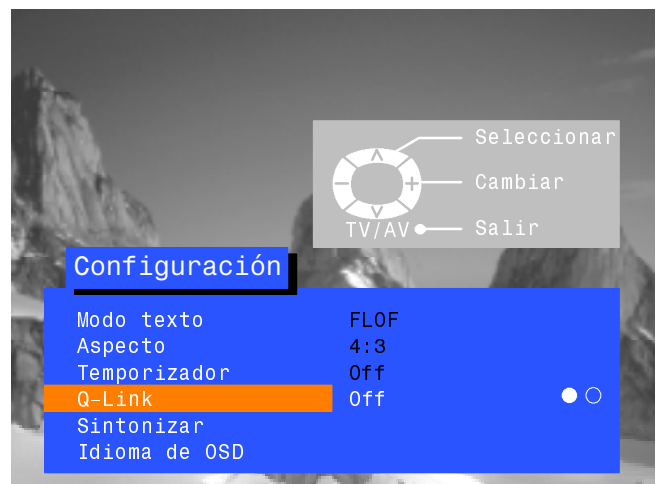 Seleccionar
Cambiar
TV/AV Salir
Configuración
Modo texto FLOF
Aspecto 4:3
Temporizador Off
Q-Link Off
Sintonizar
Idioma de OSD